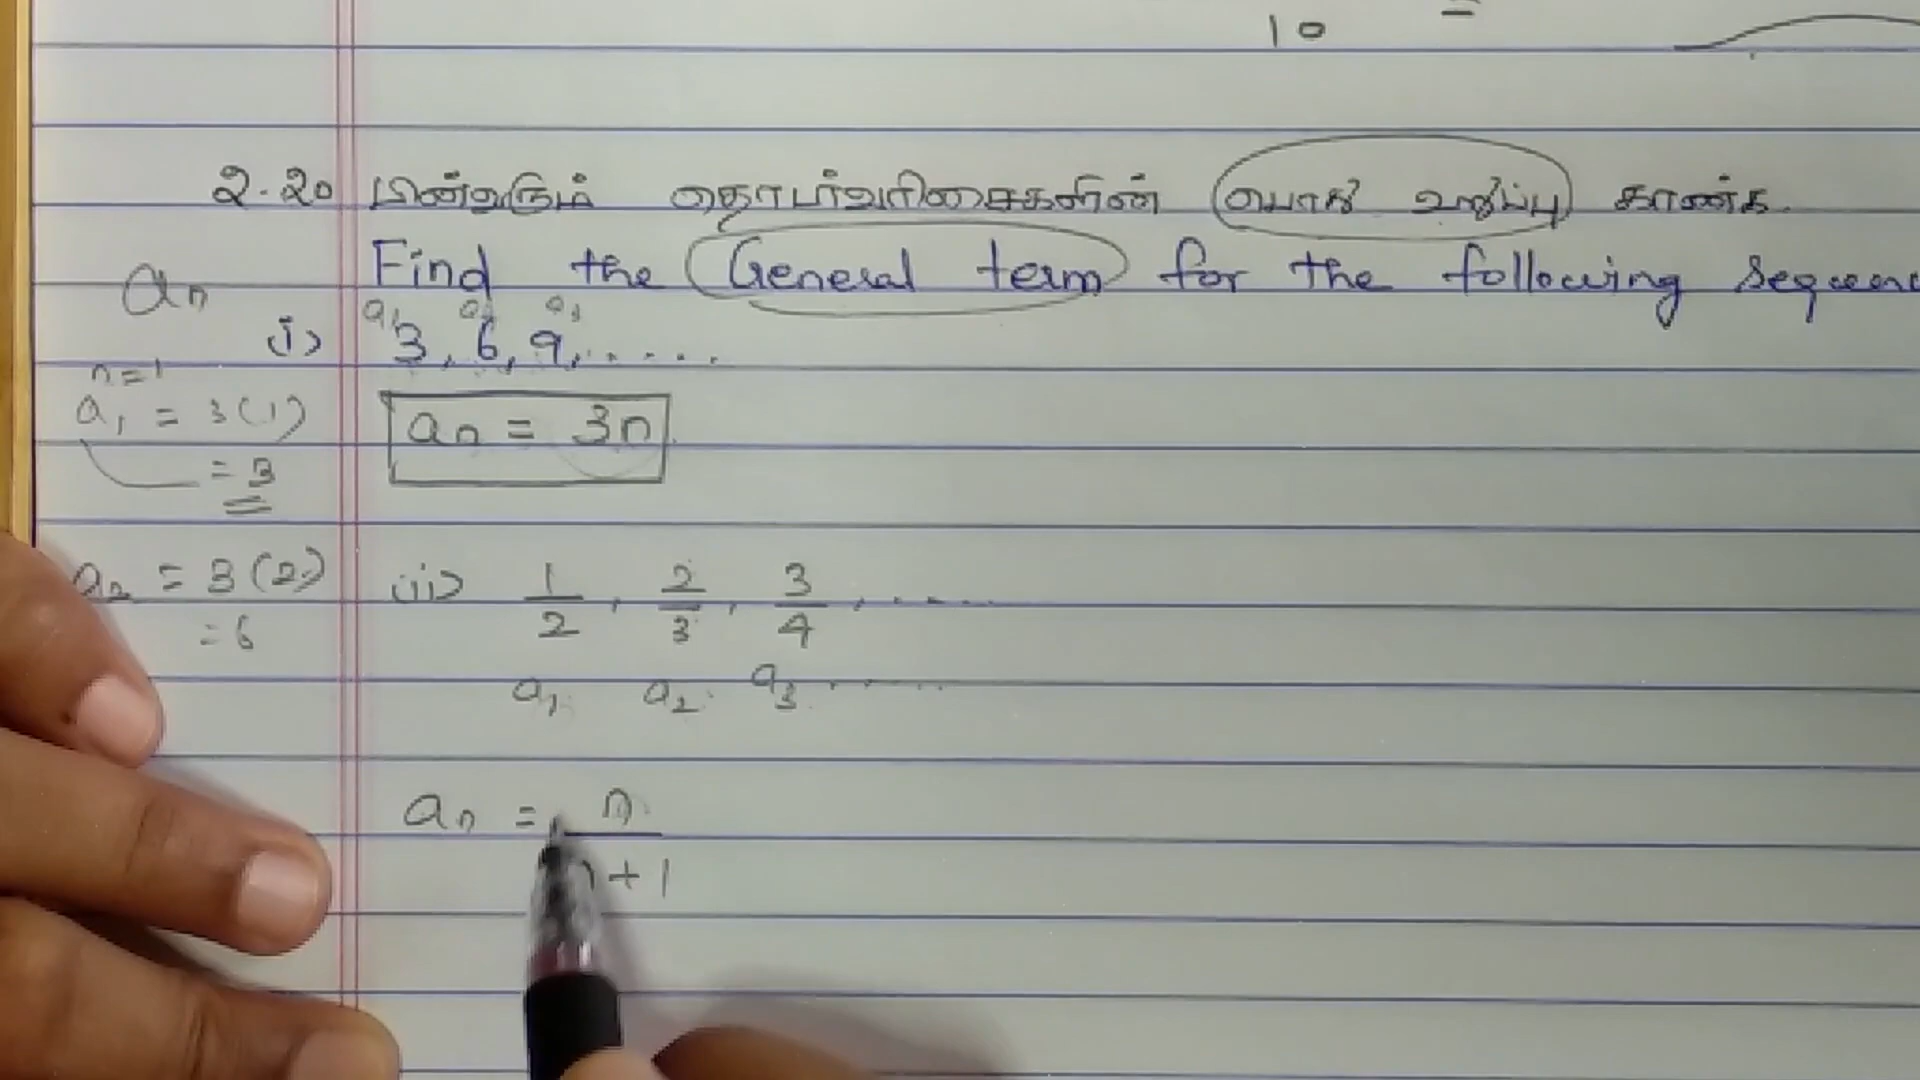 10
2.20 பின்வரும் தொடர்வரிசைகளின் பொது உறுப்பு காண்க.
Find the General term for the following
an
a1 a2 a3
(i) 3, 6, 9, .....
n=1
a1 = 3(1)
= 3
an = 3n
a2 = 3(2)
= 6
(ii) 1/2, 2/3, 3/4, .....
a1 a2 a3 ......
an = n/n+1